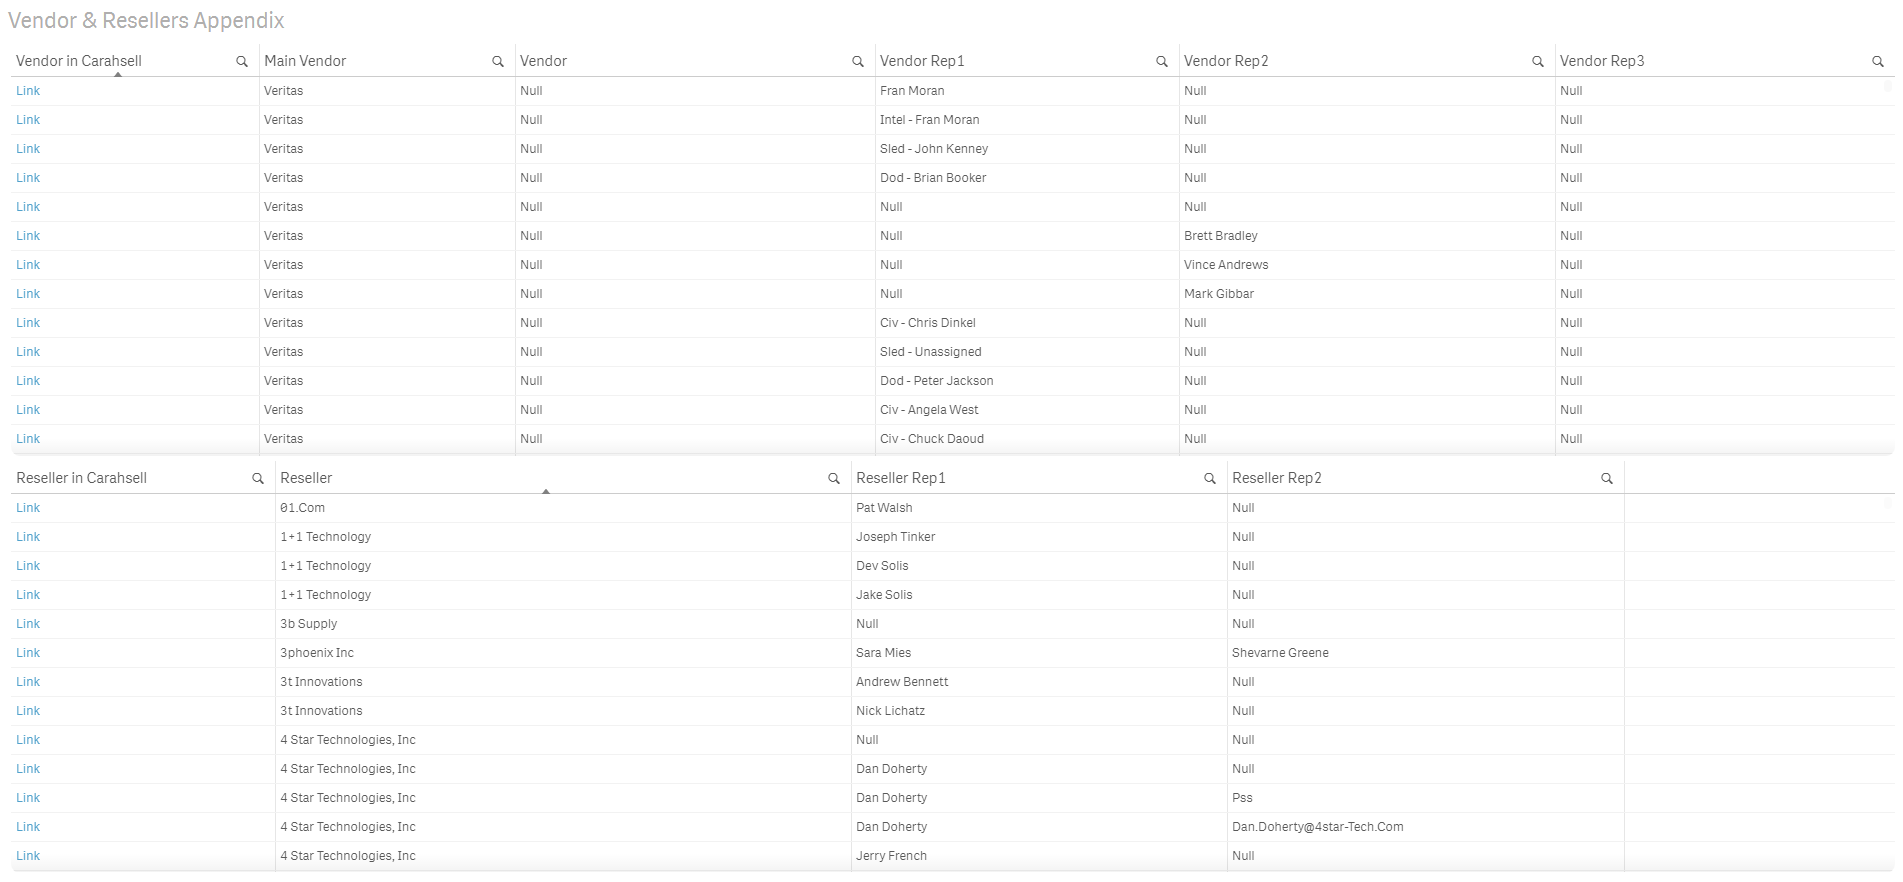 Vendor & Resellers Appendix
Vendor in Carahsell Main Vendor Vendor Vendor Rep1 Vendor Rep2 Vendor Rep3
Link Veritas Null Fran Moran Null Null
Link Veritas Null Intel - Fran Moran Null Null
Link Veritas Null Sled - John Kenney Null Null
Link Veritas Null Dod - Brian Booker Null Null
Link Veritas Null Null Null Null
Link Veritas Null Null Brett Bradley Null
Link Veritas Null Null Vince Andrews Null
Link Veritas Null Null Mark Gibbar Null
Link Veritas Null Civ - Chris Dinkel Null Null
Link Veritas Null Sled - Unassigned Null Null
Link Veritas Null Dod - Peter Jackson Null Null
Link Veritas Null Civ - Angela West Null Null
Link Veritas Null Civ - Chuck Daoud Null Null
Reseller in Carahsell Reseller Reseller Rep1 Reseller Rep2
Link 01.Com Pat Walsh Null
Link 1+1 Technology Joseph Tinker Null
Link 1+1 Technology Dev Solis Null
Link 1+1 Technology Jake Solis Null
Link 3b Supply Null Null
Link 3phoenix Inc Sara Mies Shevarne Greene
Link 3t Innovations Andrew Bennett Null
Link 3t Innovations Nick Lichatz Null
Link 4 Star Technologies, Inc Null Null
Link 4 Star Technologies, Inc Dan Doherty Null
Link 4 Star Technologies, Inc Dan Doherty Pss
Link 4 Star Technologies, Inc Dan Doherty Dan.Doherty@4star-Tech.Com
Link 4 Star Technologies, Inc Jerry French Null